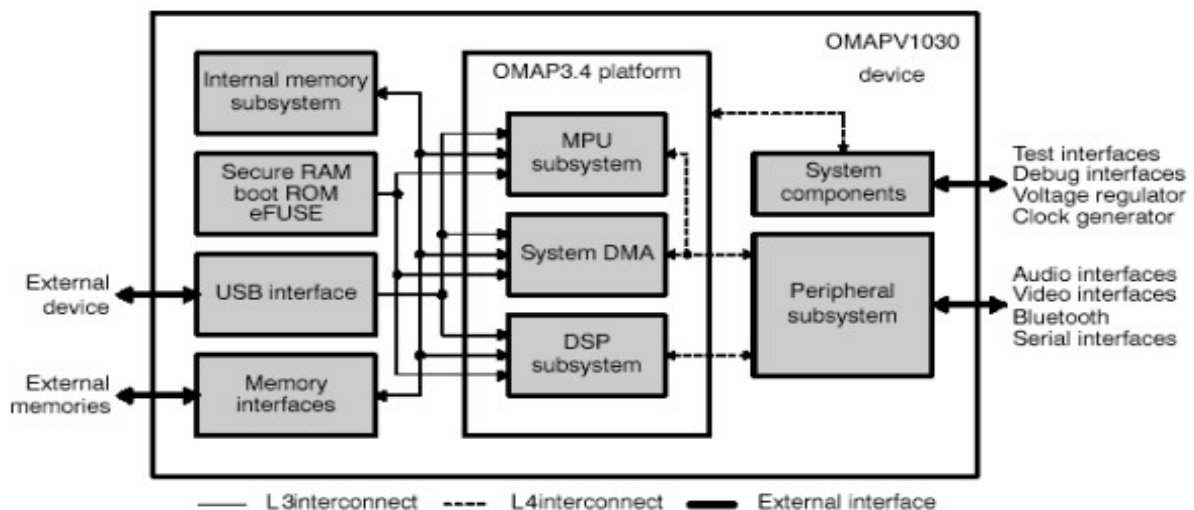 OMAPV1030
device
Internal memory
subsystem
Secure RAM
boot ROM
eFUSE
USB interface
Memory
interfaces
External
device
External
memories
OMAP3.4 platform
MPU
subsystem
System DMA
DSP
subsystem
System
components
Peripheral
subsystem
Test interfaces
Debug interfaces
Voltage regulator
Clock generator
Audio interfaces
Video interfaces
Bluetooth
Serial interfaces
L3interconnect
L4interconnect
External interface